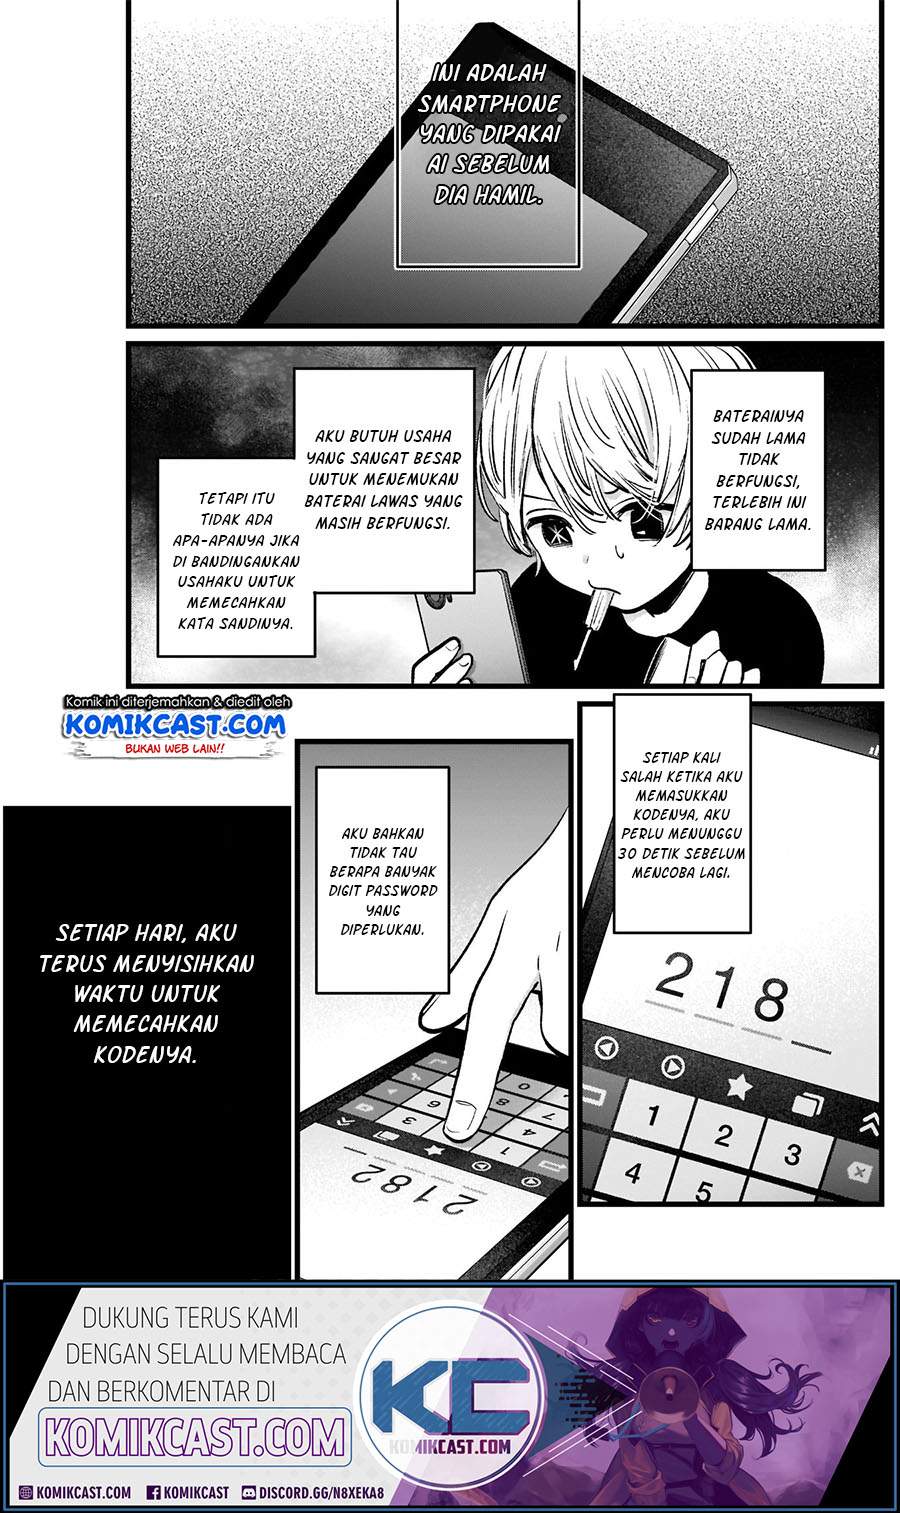 INI ADALAH
SMARTPHONE
YANG DIPAKAI
AI SEBELUM
DIA HAMIL.
BATERAINYA
SUDAH LAMA
TIDAK
BERFUNGSI,
TERLEBIH INI
BARANG LAMA.
AKU BUTUH USAHA
YANG SANGAT BESAR
UNTUK MENEMUKAN
BATERAI LAWAS YANG
MASIH BERFUNGSI.
TETAPI ITU
TIDAK ADA
APA-APANYA JIKA
DI BANDINGANKAN
USAHAKU UNTUK
MEMECAHKAN
KATA SANDINYA.
Komik ini diterjemahkan & diedit oleh
KOMIKCAST.COM
BUKAN WEB LAIN!!
SETIAP KALI
SALAH KETIKA AKU
MEMASUKKAN
KODENYA, AKU
PERLU MENUNGGU
30 DETIK SEBELUM
MENCOBA LAGI.
218
1 2 3
4 5
AKU BAHKAN
TIDAK TAU
BERAPA BANYAK
DIGIT PASSWORD
YANG
DIPERLUKAN.
2182
SETIAP HARI, AKU
TERUS MENYISIHKAN
WAKTU UNTUK
MEMECAHKAN
KODENYA.
DUKUNG TERUS KAMI
DENGAN SELALU MEMBACA
DAN BERKOMENTAR DI
KOMIKCAST.COM
KC
KOMIKCAST.COM
KOMIKCAST.COM KOMIKCAST DISCORD.GG/N8XEKA8